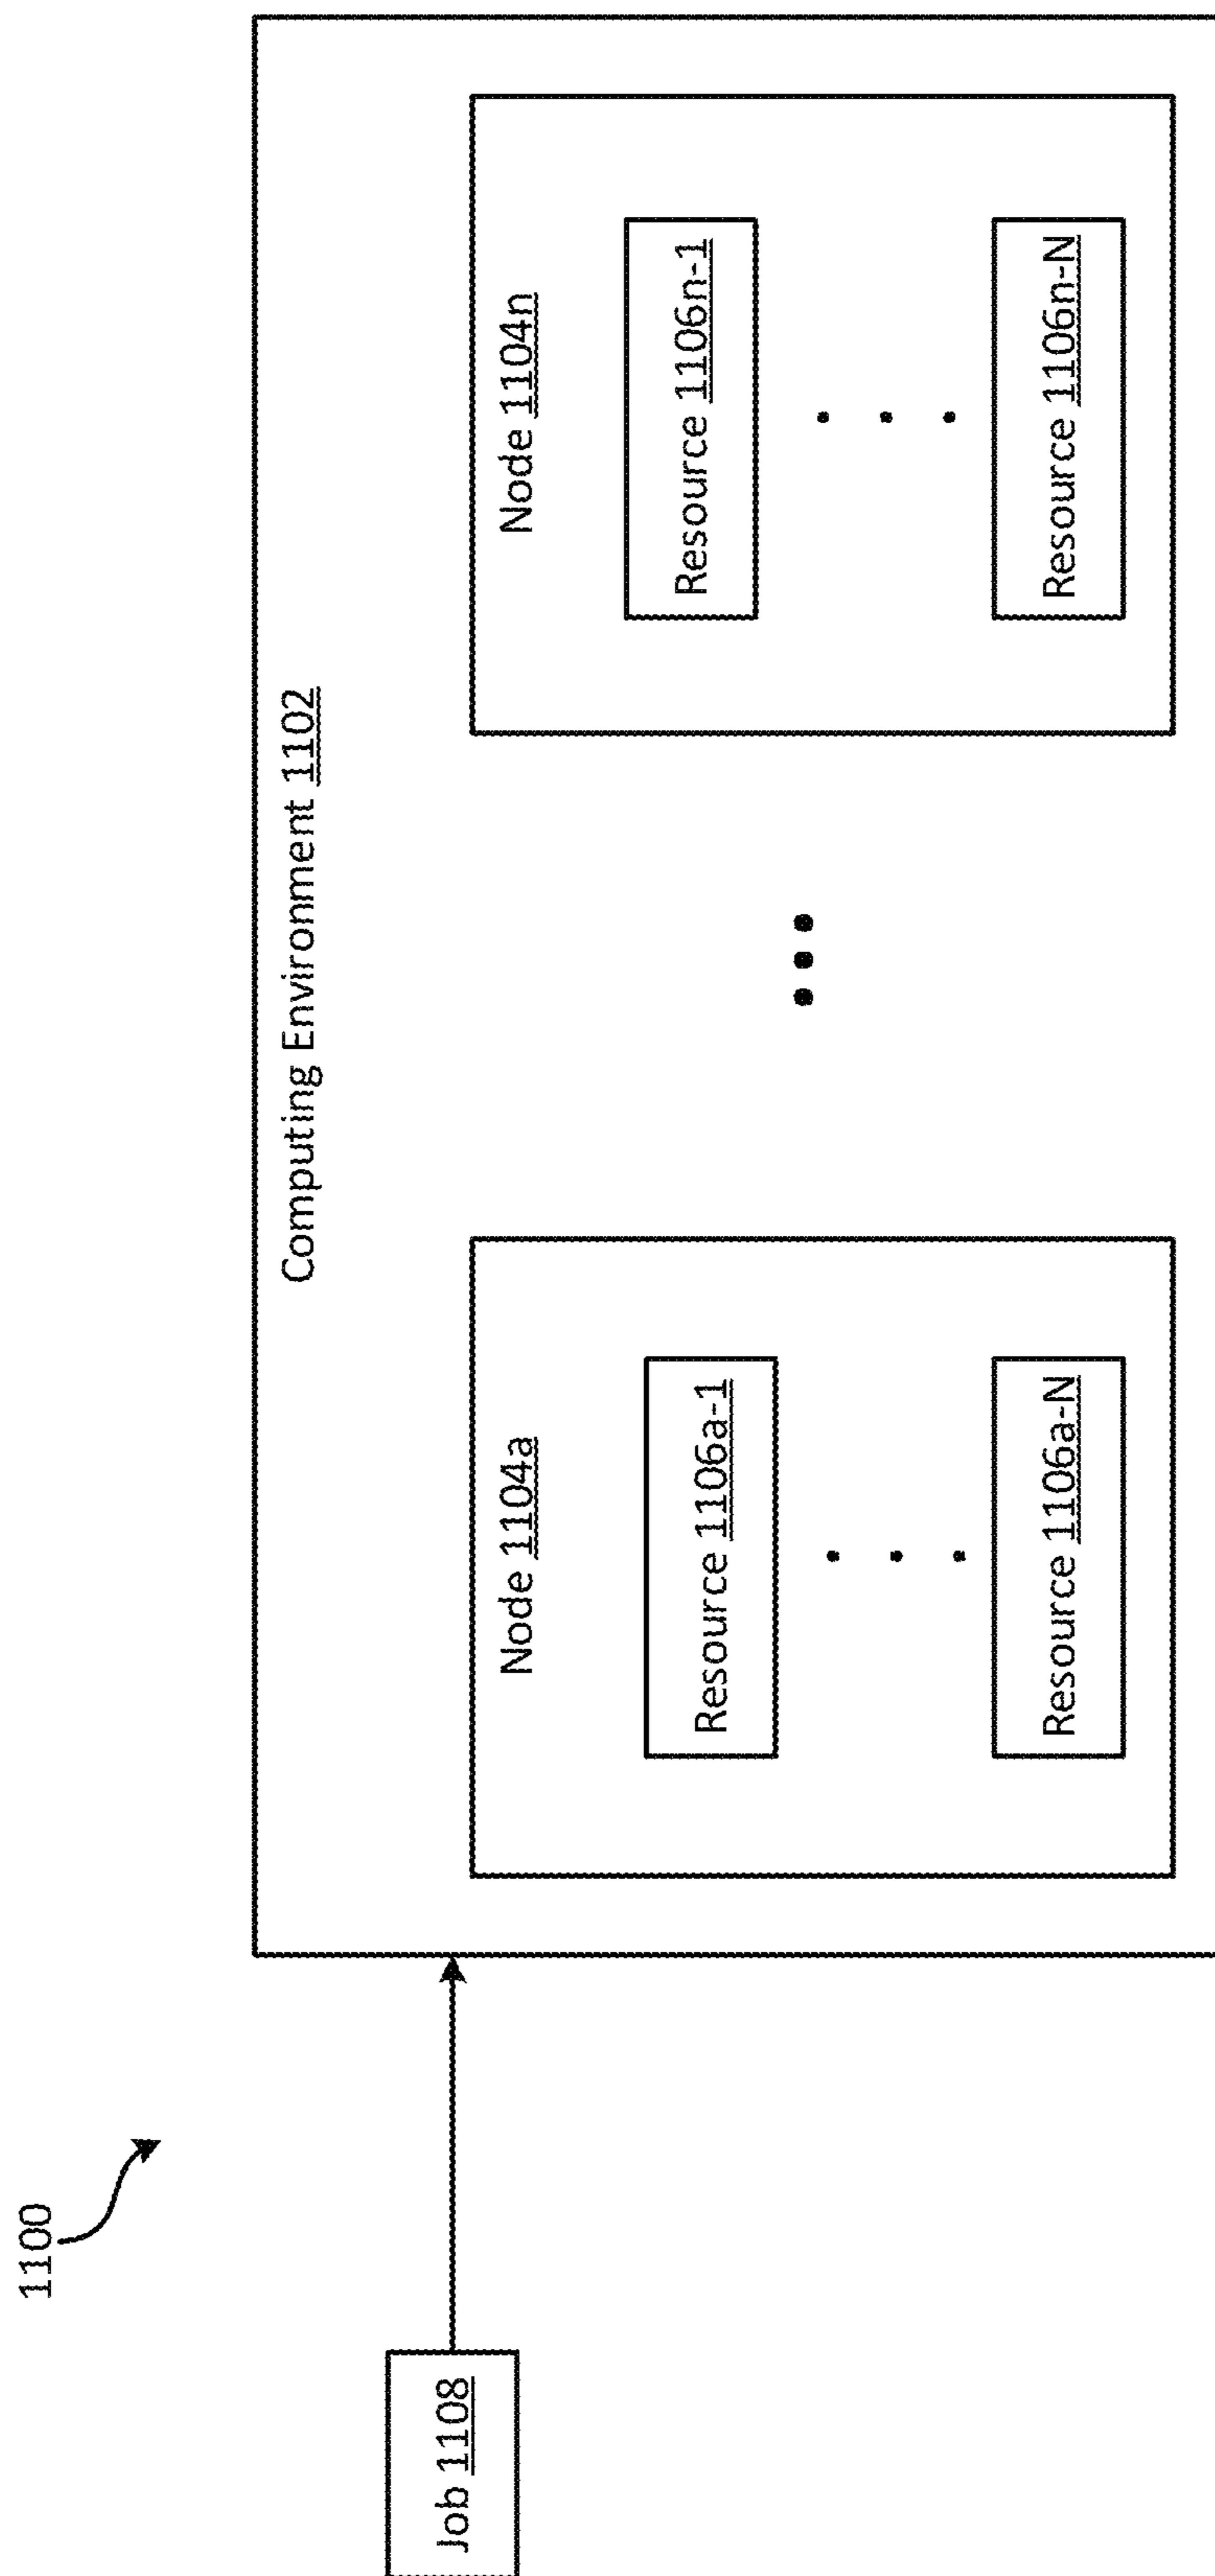 1100
Computing Environment 1102
Job 1108
Node 1104a
Resource 1106a-1
Resource 1106a-N
Node 1104n
Resource 1106n-1
Resource 1106n-N